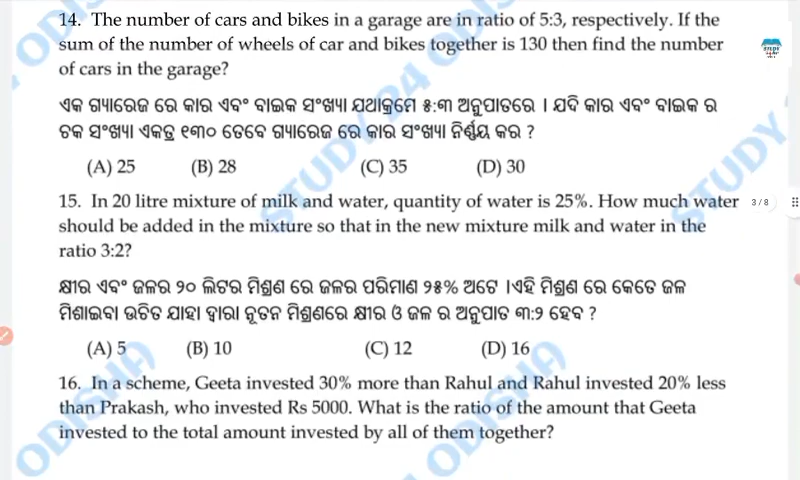 14. The number of cars and bikes in a garage are in ratio of 5:3, respectively. If the
sum of the number of wheels of car and bikes together is 130 then find the number
of cars in the garage?
ଏକ ଗ୍ୟାରେଜ ରେ କାର ଏବଂ ବାଇକ ସଂଖ୍ୟା ଯଥାକ୍ରମେ ୫:୩ ଅନୁପାତରେ । ଯଦି କାର ଏବଂ ବାଇକ ର
ଚକ ସଂଖ୍ୟା ଏକତ୍ର ୧୩୦ ତେବେ ଗ୍ୟାରେଜ ରେ କାର ସଂଖ୍ୟା ନିର୍ଣ୍ଣୟ କର ?
(A) 25 (B) 28 (C) 35 (D) 30
15. In 20 litre mixture of milk and water, quantity of water is 25%. How much water
should be added in the mixture so that in the new mixture milk and water in the
ratio 3:2?
କ୍ଷୀର ଏବଂ ଜଳର ୨୦ ଲିଟର ମିଶ୍ରଣ ରେ ଜଳର ପରିମାଣ ୨୫% ଅଟେ ।ଏହି ମିଶ୍ରଣ ରେ କେତେ ଜଳ
ମିଶାଇବା ଉଚିତ ଯାହା ଦ୍ୱାରା ନୂତନ ମିଶ୍ରଣରେ କ୍ଷୀର ଓ ଜଳ ର ଅନୁପାତ ୩:୨ ହେବ ?
(A) 5 (B) 10 (C) 12 (D) 16
16. In a scheme, Geeta invested 30% more than Rahul and Rahul invested 20% less
than Prakash, who invested Rs 5000. What is the ratio of the amount that Geeta
invested to the total amount invested by all of them together?
3 / 8
STUDY 24 ODISHA
STUDY